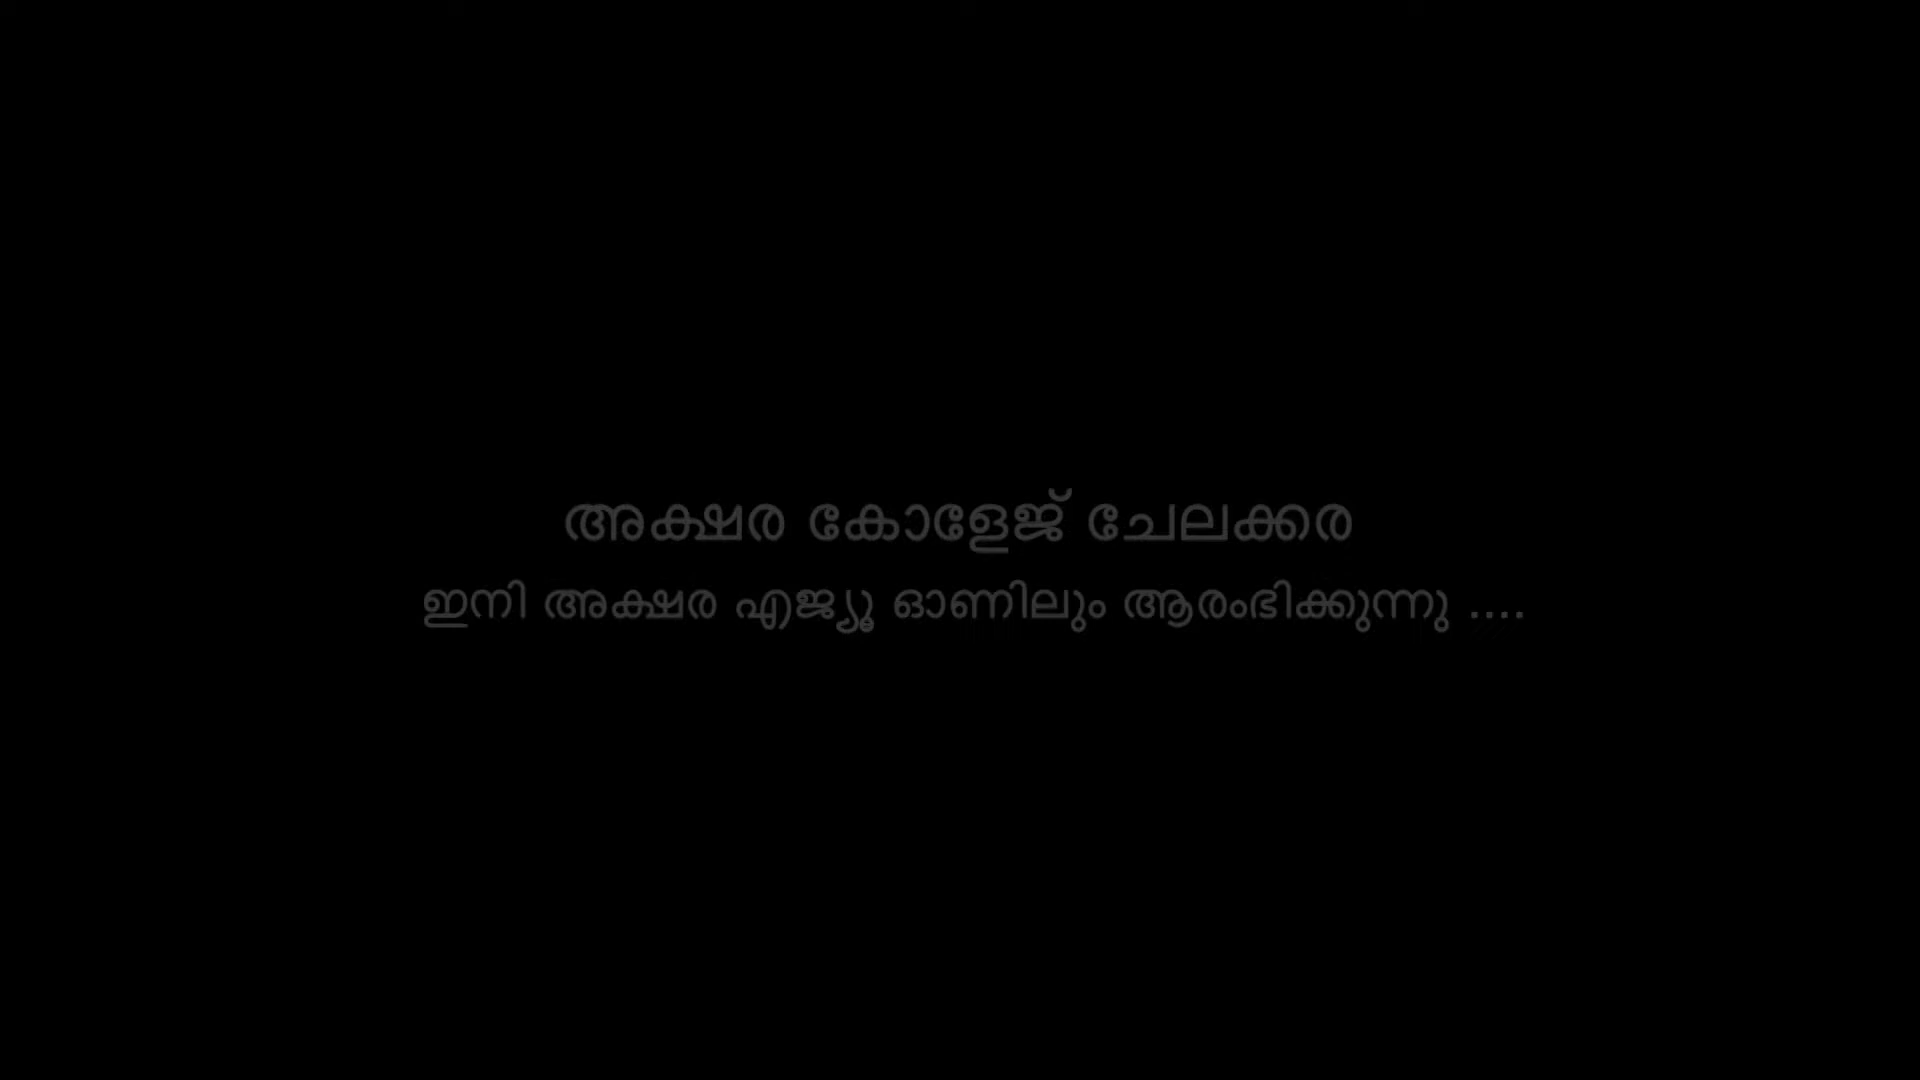 അക്ഷര കോളേജ് ചേലക്കര
ഇനി അക്ഷര എജ്യൂ ഓണിലും ആരംഭിക്കുന്നു ....